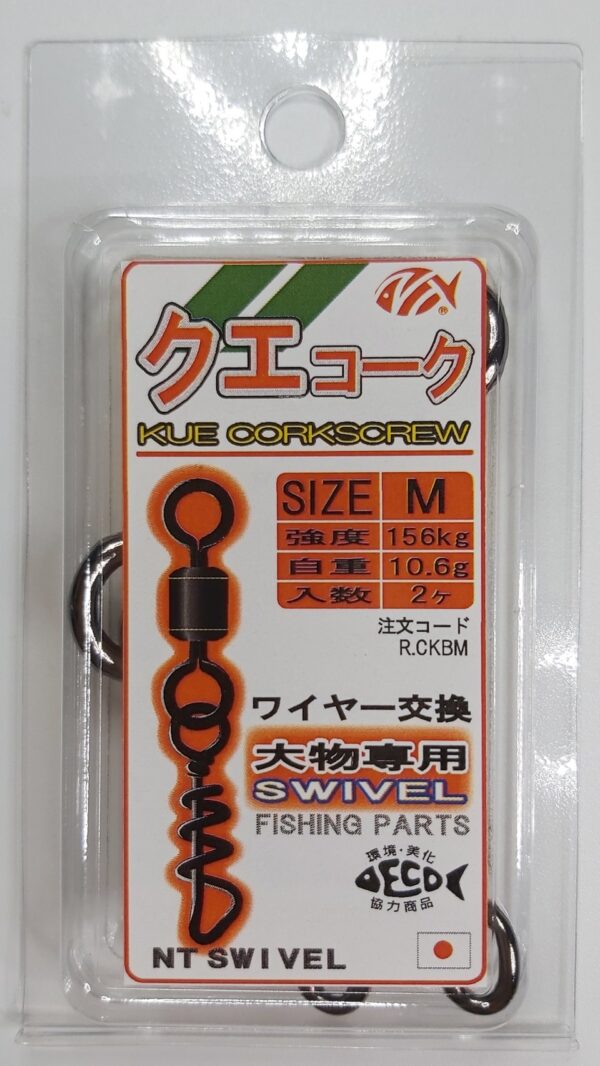 クエコーク
KUE CORKSCREW
SIZE M
強度 156kg
自重 10.6g
入数 2ヶ
注文コード
R.CKBM
ワイヤー交換
大物専用
SWIVEL
FISHING PARTS
環境・美化
ECO
協力商品
NT SWIVEL